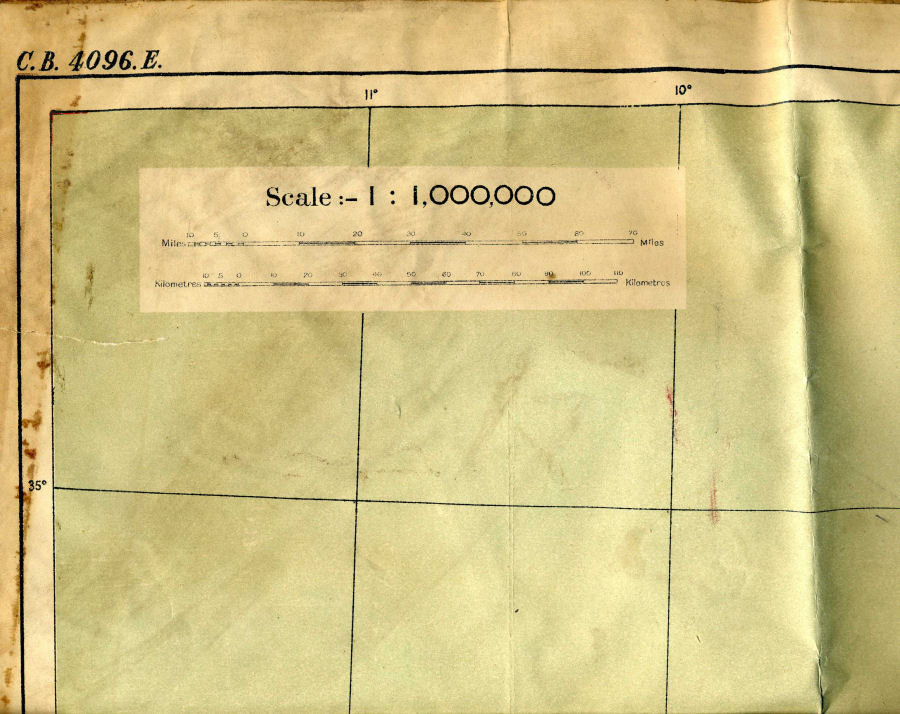 C.B. 4096.E.
11° 10°
Scale :– 1 : 1,000,000
10 5 0 10 20 30 40 50 60 70
Miles Miles
10 5 0 10 20 30 40 50 60 70 80 90 100 110
Kilometres Kilometres
35°